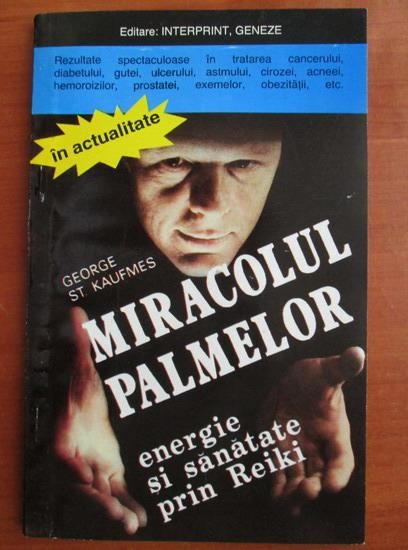 Editare: INTERPRINT, GENEZE
Rezultate spectaculoase în tratarea cancerului,
diabetului, gutei, ulcerului, astmului, cirozei, acneei,
hemoroizilor, prostatei, exemelor, obezității, etc.
în actualitate
GEORGE
ST. KAUFMES
MIRACOLUL
PALMELOR
energie
și sănătate
prin Reiki